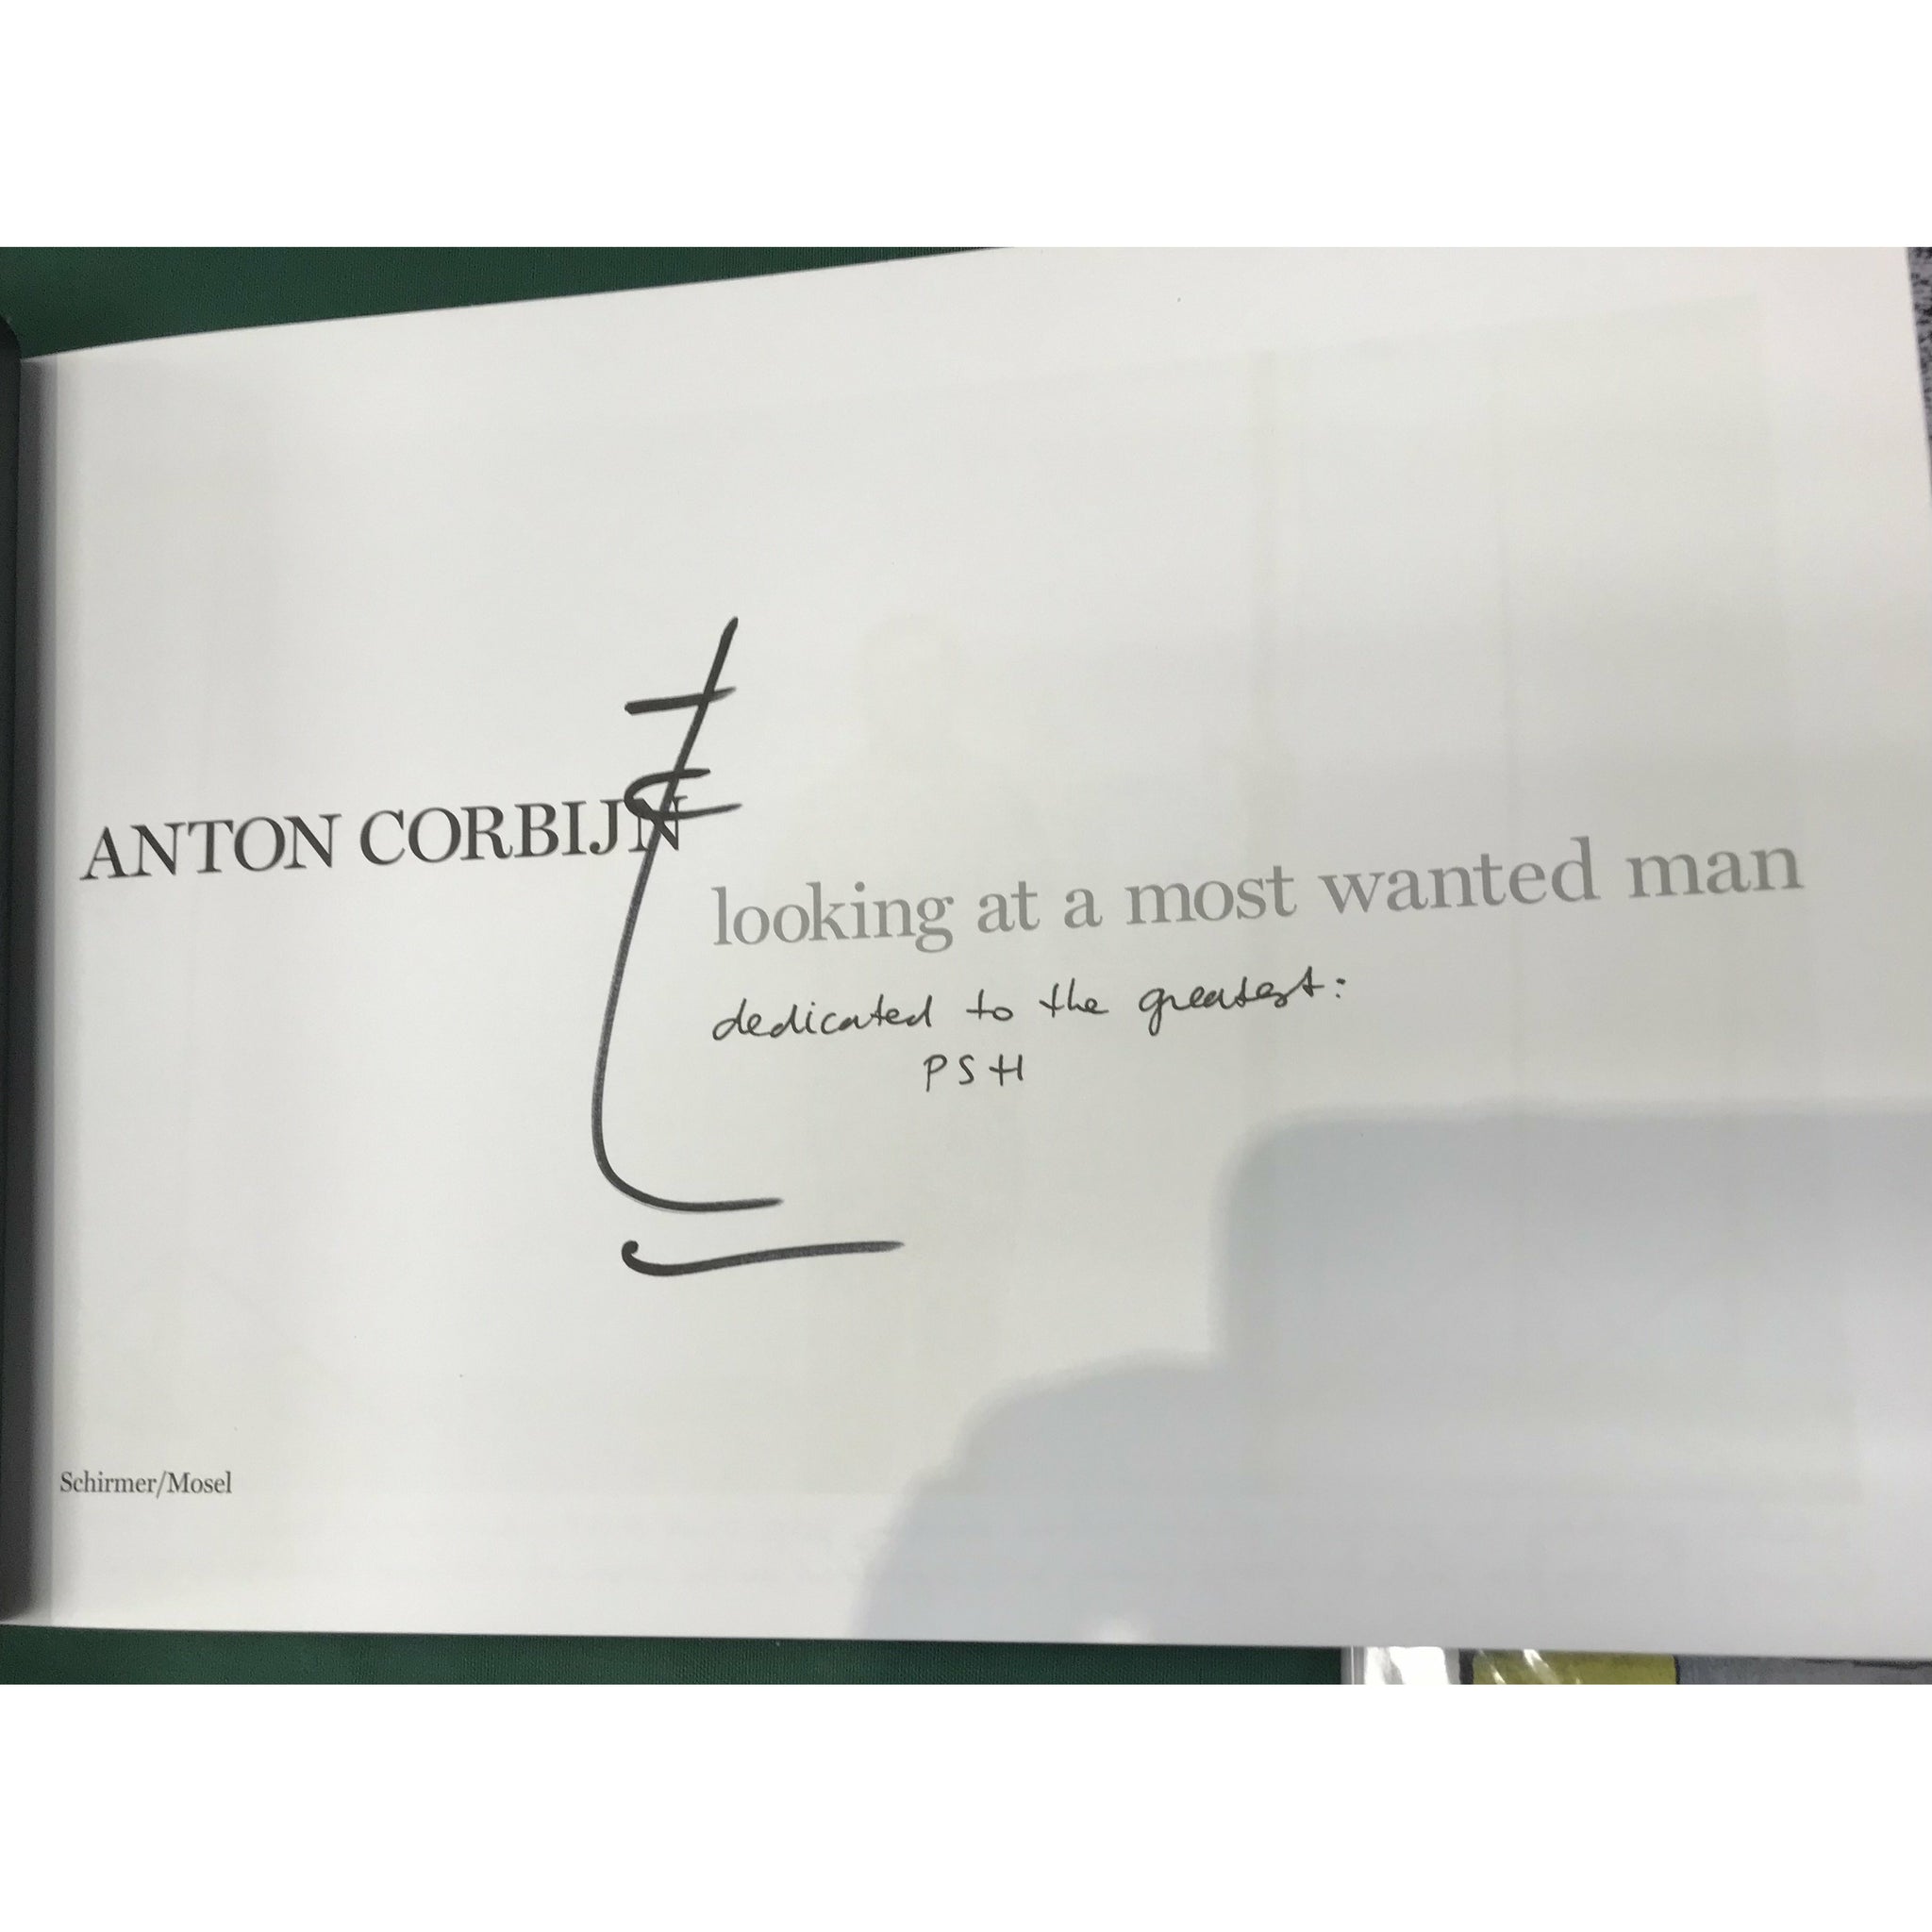 ANTON CORBIJN
looking at a most wanted man
dedicated to the greatest:
PSH
Schirmer/Mosel